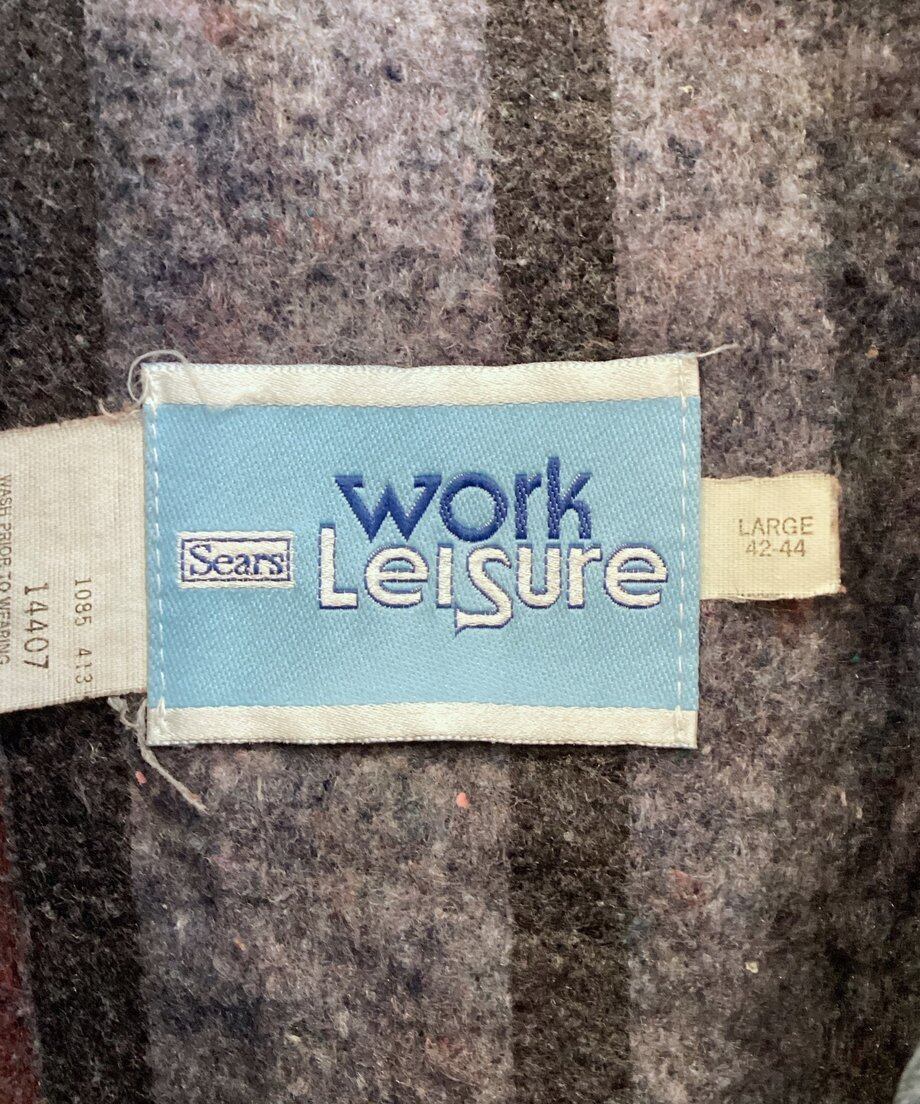 Sears
work
Leisure
LARGE
42-44
1085 413
14407
WASH PRIOR TO WEARING